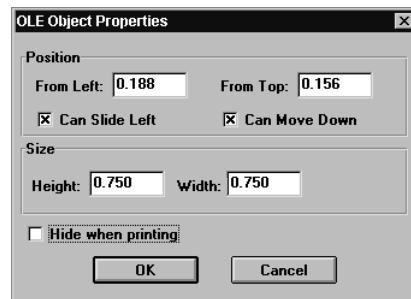 OLE Object Properties
Position
From Left: 0.188 From Top: 0.156
Can Slide Left Can Move Down
Size
Height: 0.750 Width: 0.750
Hide when printing
OK Cancel